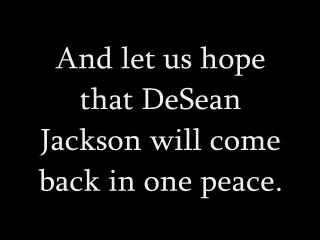 And let us hope
that DeSean
Jackson will come
back in one peace.